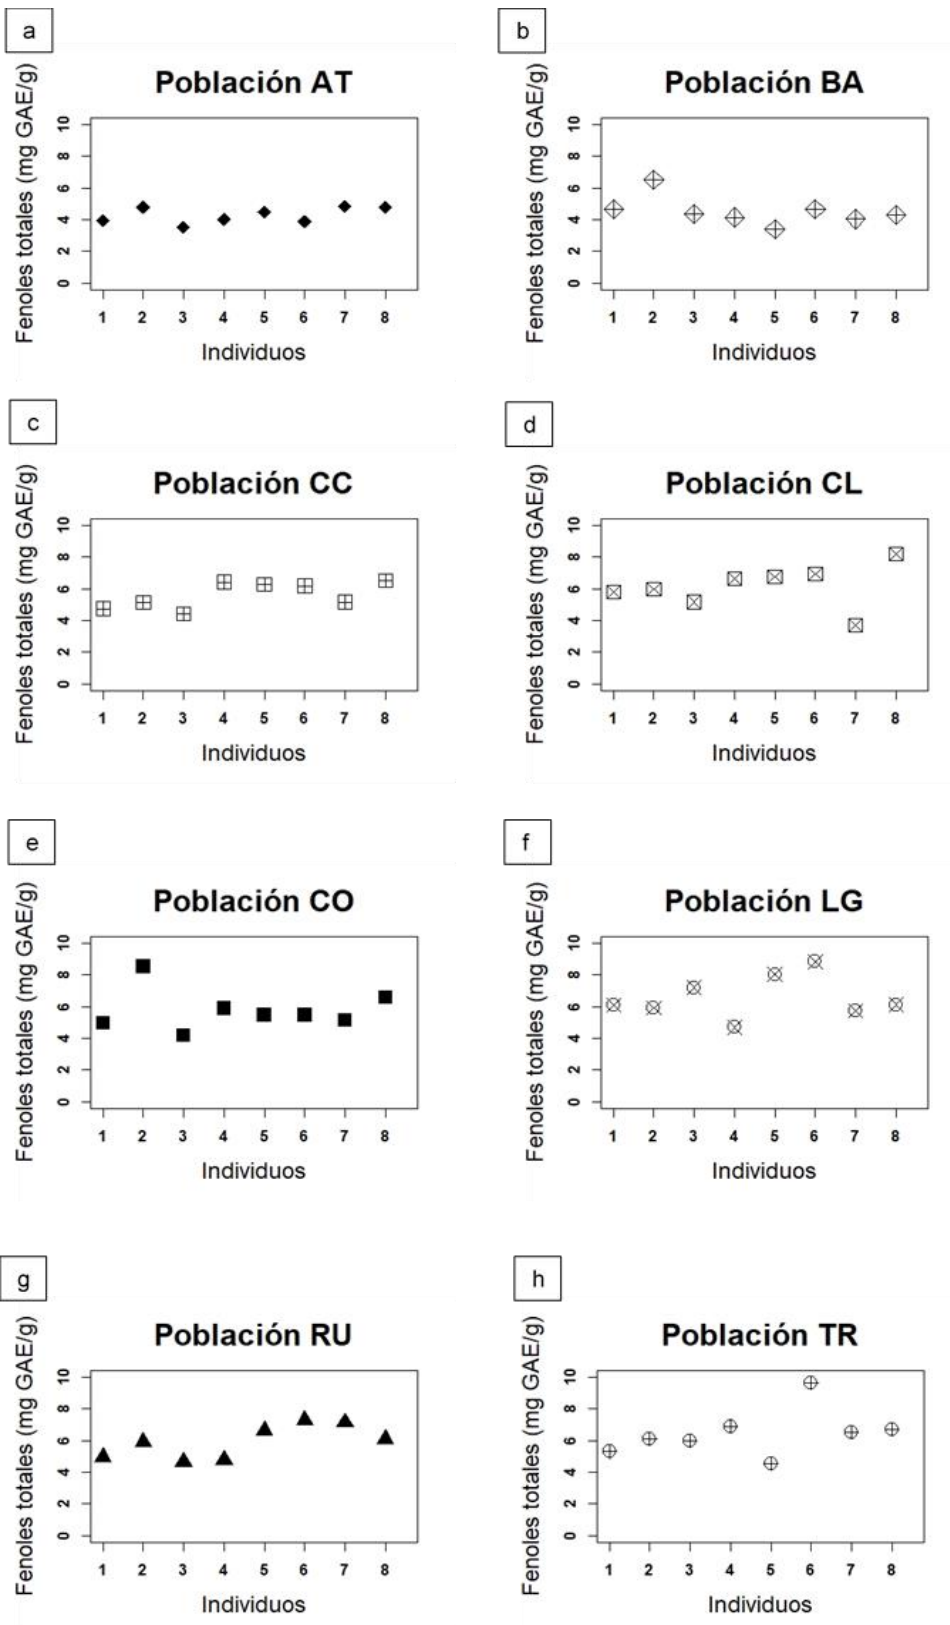 a
Población AT
Fenoles totales (mg GAE/g)
10
8
6
4
2
0
1 2 3 4 5 6 7 8
Individuos
b
Población BA
Fenoles totales (mg GAE/g)
10
8
6
4
2
0
1 2 3 4 5 6 7 8
Individuos
c
Población CC
Fenoles totales (mg GAE/g)
10
8
6
4
2
0
1 2 3 4 5 6 7 8
Individuos
d
Población CL
Fenoles totales (mg GAE/g)
10
8
6
4
2
0
1 2 3 4 5 6 7 8
Individuos
e
Población CO
Fenoles totales (mg GAE/g)
10
8
6
4
2
0
1 2 3 4 5 6 7 8
Individuos
f
Población LG
Fenoles totales (mg GAE/g)
10
8
6
4
2
0
1 2 3 4 5 6 7 8
Individuos
g
Población RU
Fenoles totales (mg GAE/g)
10
8
6
4
2
0
1 2 3 4 5 6 7 8
Individuos
h
Población TR
Fenoles totales (mg GAE/g)
10
8
6
4
2
0
1 2 3 4 5 6 7 8
Individuos